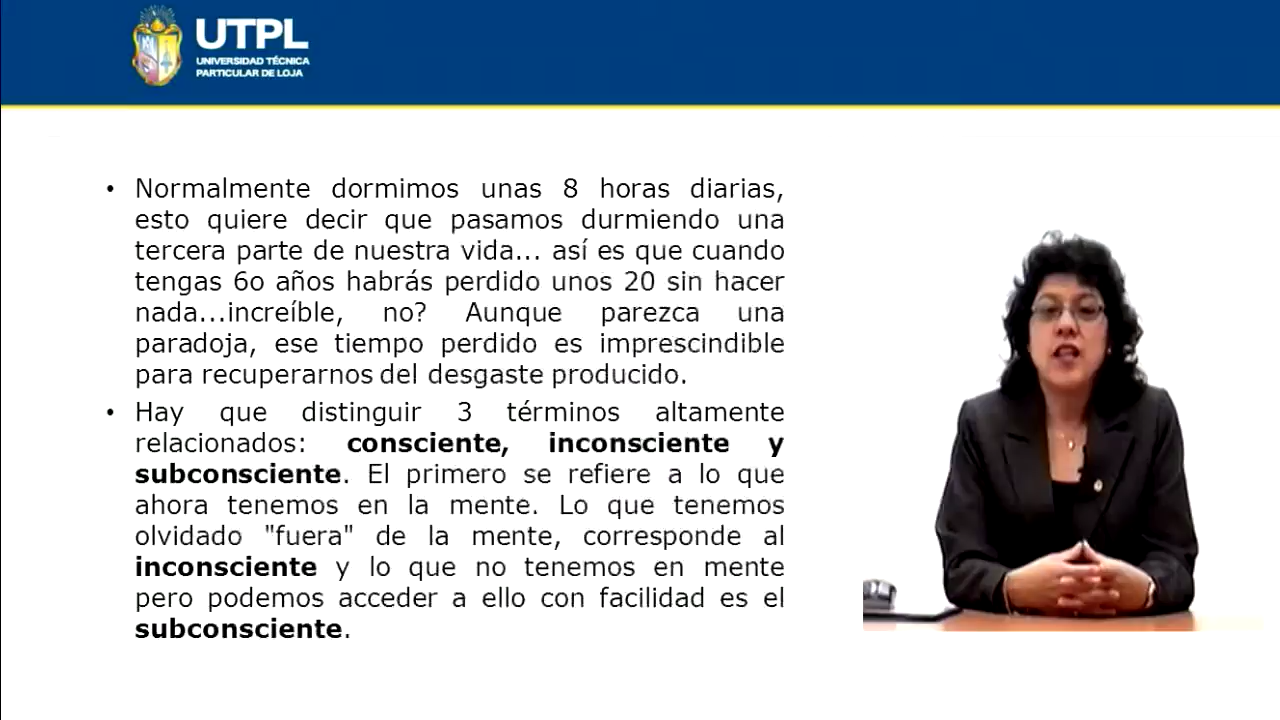 UTPL
UNIVERSIDAD TÉCNICA
PARTICULAR DE LOJA
• Normalmente dormimos unas 8 horas diarias,
esto quiere decir que pasamos durmiendo una
tercera parte de nuestra vida... así es que cuando
tengas 6o años habrás perdido unos 20 sin hacer
nada...increíble, no? Aunque parezca una
paradoja, ese tiempo perdido es imprescindible
para recuperarnos del desgaste producido.
• Hay que distinguir 3 términos altamente
relacionados: consciente, inconsciente y
subconsciente. El primero se refiere a lo que
ahora tenemos en la mente. Lo que tenemos
olvidado "fuera" de la mente, corresponde al
inconsciente y lo que no tenemos en mente
pero podemos acceder a ello con facilidad es el
subconsciente.